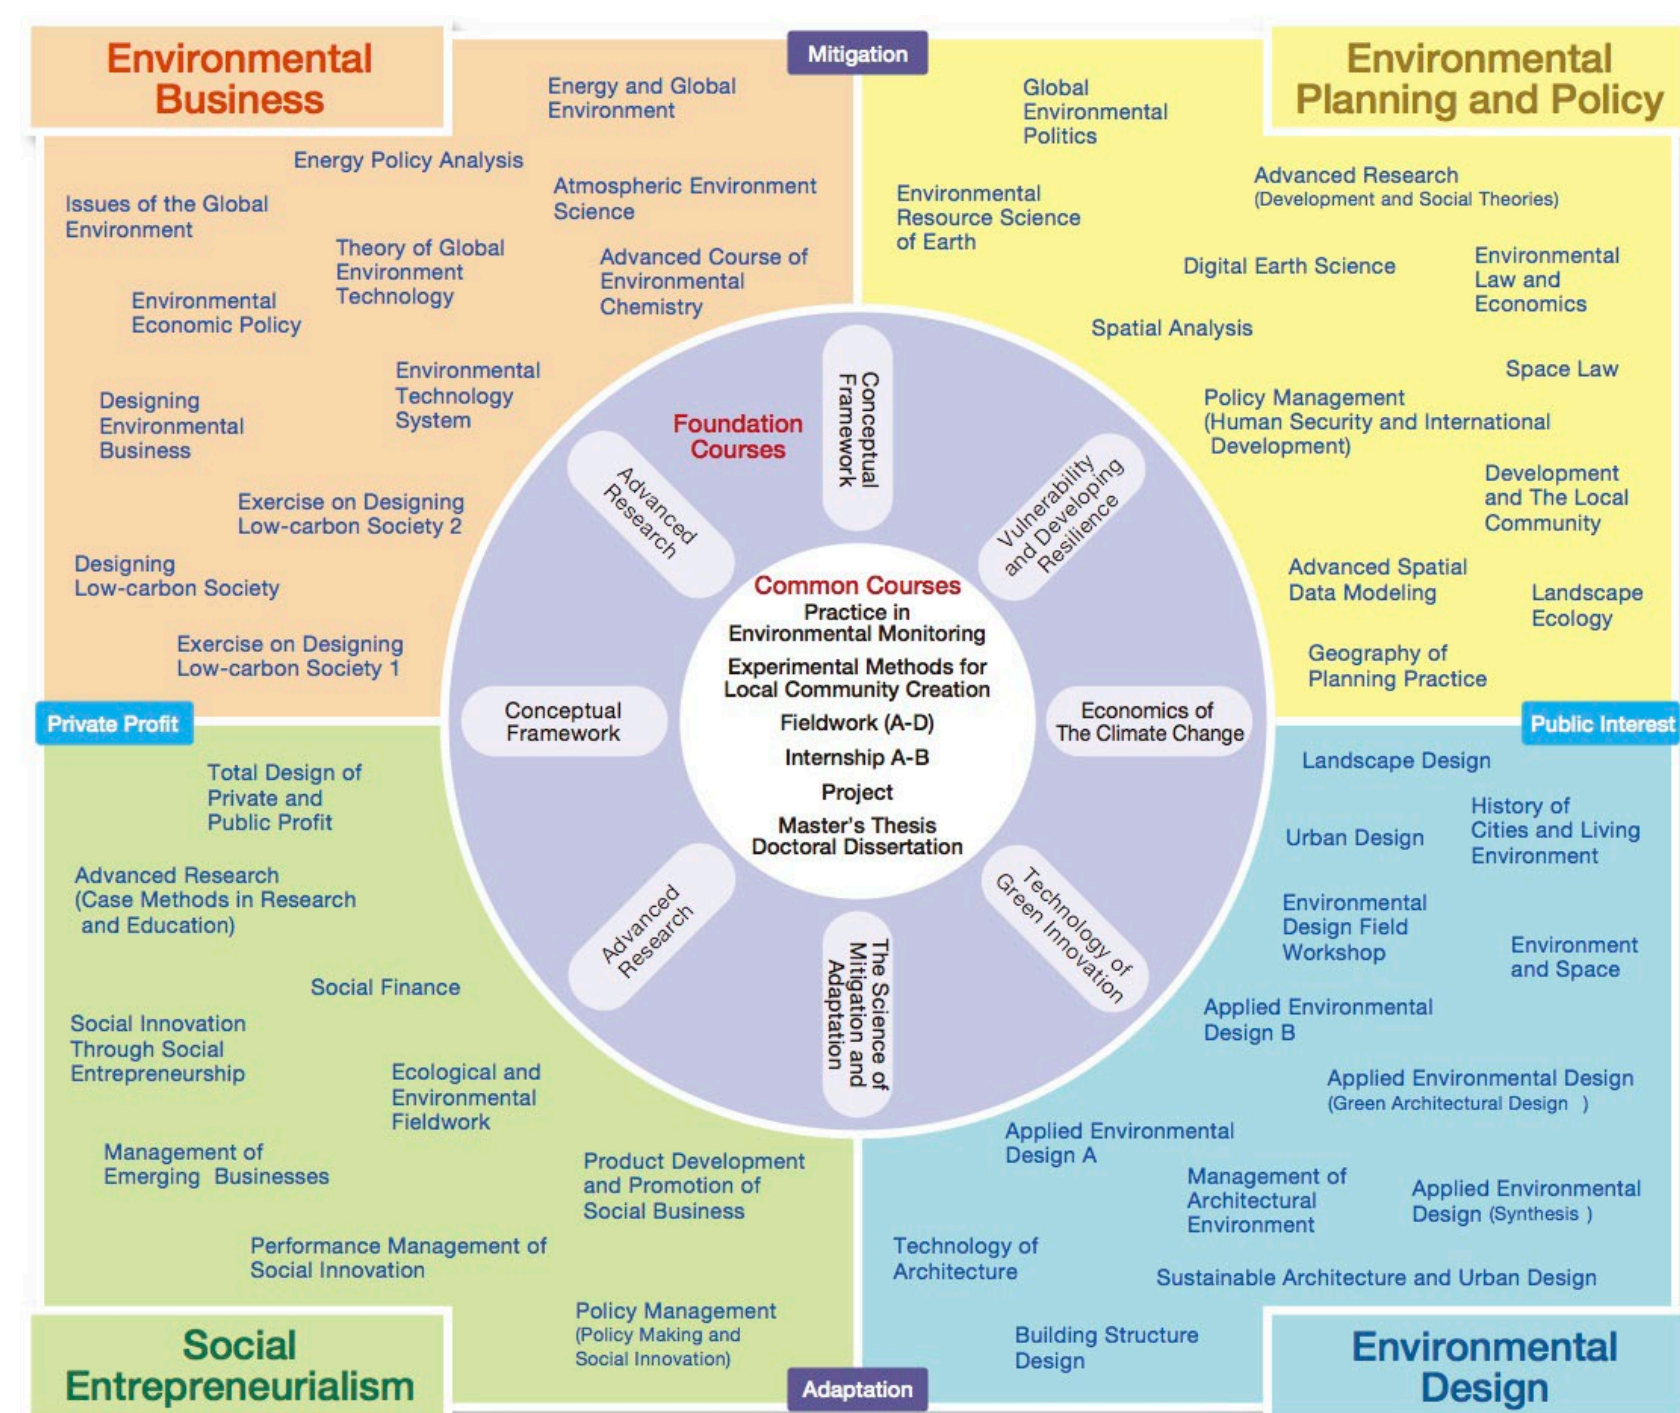 Environmental
Business
Mitigation
Environmental
Planning and Policy
Energy and Global
Environment
Energy Policy Analysis
Atmospheric Environment
Science
Issues of the Global
Environment
Theory of Global
Environment
Technology
Advanced Course of
Environmental
Chemistry
Environmental
Economic Policy
Environmental
Technology
System
Designing
Environmental
Business
Exercise on Designing
Low-carbon Society 2
Designing
Low-carbon Society
Exercise on Designing
Low-carbon Society 1
Global
Environmental
Politics
Advanced Research
(Development and Social Theories)
Environmental
Resource Science
of Earth
Digital Earth Science
Environmental
Law and
Economics
Spatial Analysis
Space Law
Policy Management
(Human Security and International
Development)
Development
and The Local
Community
Advanced Spatial
Data Modeling
Landscape
Ecology
Geography of
Planning Practice
Foundation
Courses
Conceptual
Framework
Vulnerability
and Developing
Resilience
Economics of
The Climate Change
Technology of
Green Innovation
The Science of
Mitigation and
Adaptation
Advanced
Research
Conceptual
Framework
Advanced
Research
Common Courses
Practice in
Environmental Monitoring
Experimental Methods for
Local Community Creation
Fieldwork (A-D)
Internship A-B
Project
Master's Thesis
Doctoral Dissertation
Private Profit
Public Interest
Total Design of
Private and
Public Profit
Advanced Research
(Case Methods in Research
and Education)
Social Finance
Social Innovation
Through Social
Entrepreneurship
Ecological and
Environmental
Fieldwork
Management of
Emerging Businesses
Product Development
and Promotion of
Social Business
Performance Management of
Social Innovation
Policy Management
(Policy Making and
Social Innovation)
Landscape Design
History of
Cities and Living
Environment
Urban Design
Environmental
Design Field
Workshop
Environment
and Space
Applied Environmental
Design B
Applied Environmental Design
(Green Architectural Design )
Applied Environmental
Design A
Management of
Architectural
Environment
Applied Environmental
Design (Synthesis )
Technology of
Architecture
Sustainable Architecture and Urban Design
Building Structure
Design
Social
Entrepreneurialism
Adaptation
Environmental
Design